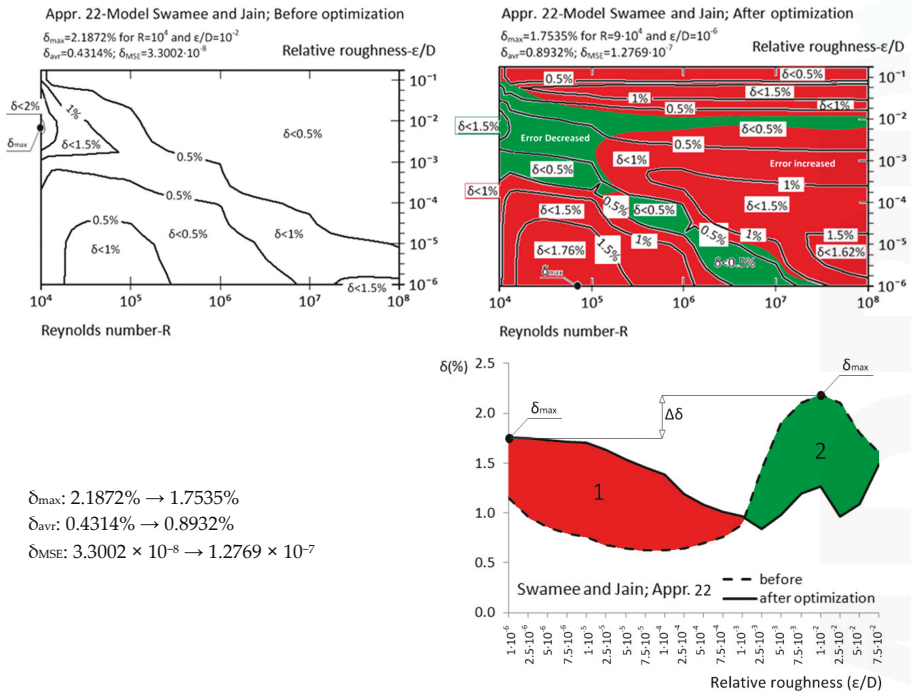 Appr. 22-Model Swamee and Jain; Before optimization
δmax=2.1872% for R=10⁴ and ε/D=10⁻²
δavr=0.4314%; δMSE=3.3002·10⁻⁸
Relative roughness-ε/D
δ<2%
1%
δmax
δ<1.5%
0.5%
δ<0.5%
0.5%
0.5%
δ<1%
δ<0.5%
δ<1%
δ<1.5%
10⁻¹
10⁻²
10⁻³
10⁻⁴
10⁻⁵
10⁻⁶
10⁴
10⁵
10⁶
10⁷
10⁸
Reynolds number-R
Appr. 22-Model Swamee and Jain; After optimization
δmax=1.7535% for R=9·10⁴ and ε/D=10⁻⁶
δavr=0.8932%; δMSE=1.2769·10⁻⁷
Relative roughness-ε/D
0.5%
δ<0.5%
δ<1.5%
1%
0.5%
δ<1%
δ<1.5%
Error Decreased
δ<0.5%
0.5%
δ<0.5%
δ<1%
Error increased
δ<1%
1%
δ<1.5%
0.5%
δ<0.5%
δ<1.5%
δ<1.76%
1.5%
1%
0.5%
1%
δ<0.5%
1.5%
δ<1.62%
δmax
10⁻¹
10⁻²
10⁻³
10⁻⁴
10⁻⁵
10⁻⁶
10⁴
10⁵
10⁶
10⁷
10⁸
Reynolds number-R
δmax: 2.1872% → 1.7535%
δavr: 0.4314% → 0.8932%
δMSE: 3.3002 × 10⁻⁸ → 1.2769 × 10⁻⁷
δ(%)
2.5
2.0
1.5
1.0
0.5
0.0
δmax
Δδ
δmax
1
2
Swamee and Jain; Appr. 22
before
after optimization
1·10⁻⁶
2.5·10⁻⁶
5·10⁻⁶
7.5·10⁻⁶
1·10⁻⁵
2.5·10⁻⁵
5·10⁻⁵
7.5·10⁻⁵
1·10⁻⁴
2.5·10⁻⁴
5·10⁻⁴
7.5·10⁻⁴
1·10⁻³
2.5·10⁻³
5·10⁻³
7.5·10⁻³
1·10⁻²
2.5·10⁻²
5·10⁻²
7.5·10⁻²
Relative roughness (ε/D)